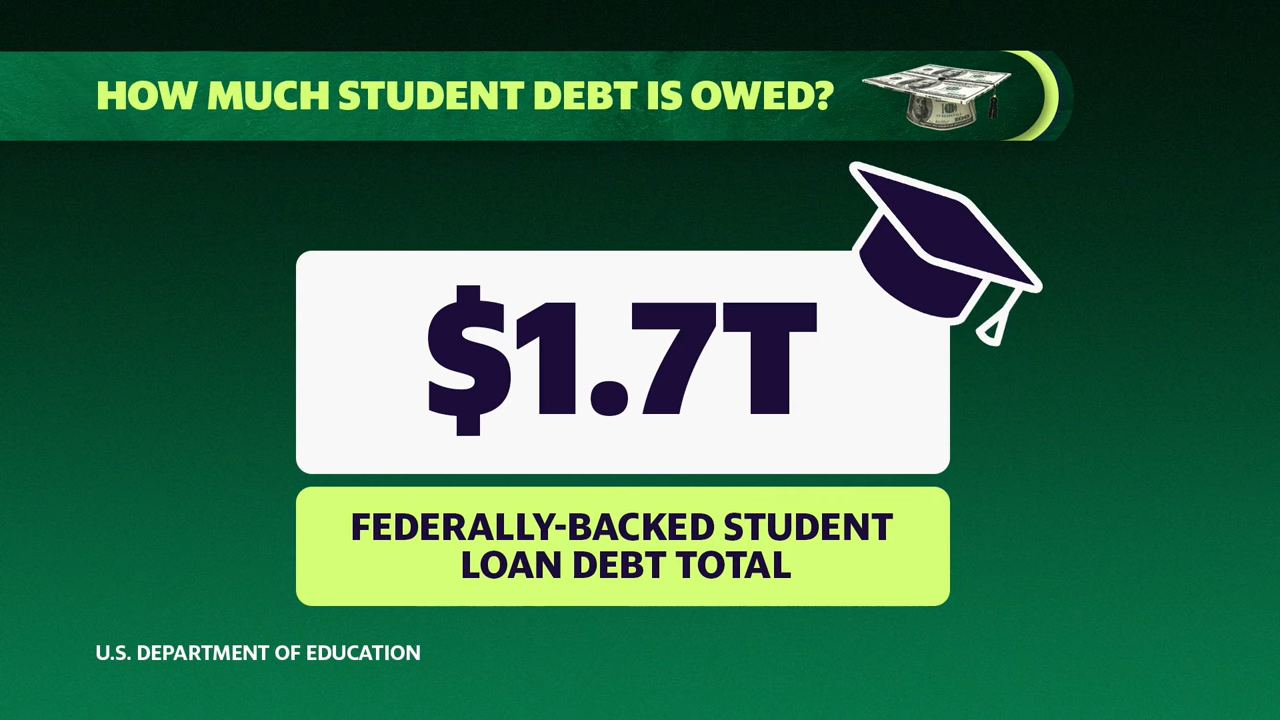 HOW MUCH STUDENT DEBT IS OWED?
$1.7T
FEDERALLY-BACKED STUDENT
LOAN DEBT TOTAL
U.S. DEPARTMENT OF EDUCATION